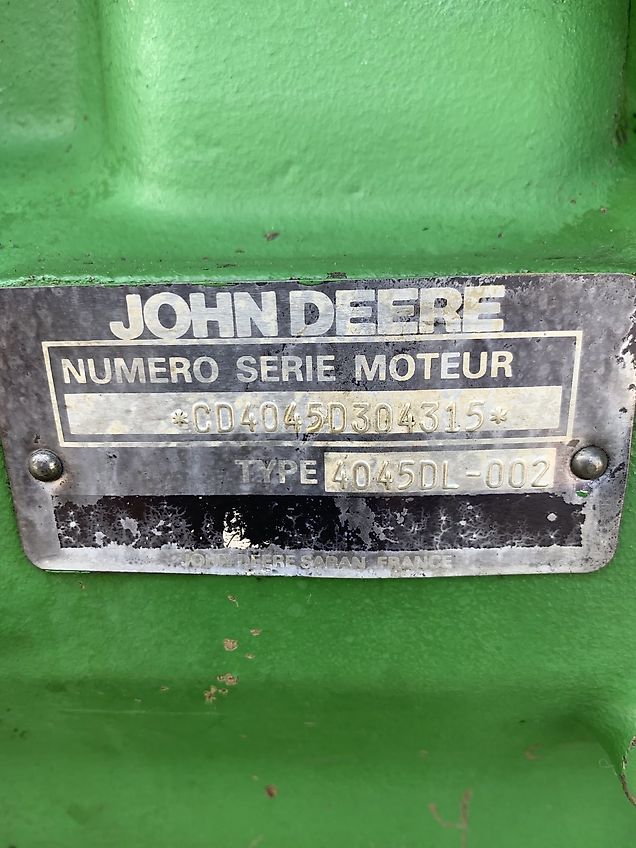 JOHN DEERE
NUMERO SERIE MOTEUR
*CD4045D304315*
TYPE 4045DL-002
JOHN DEERE SARAN FRANCE